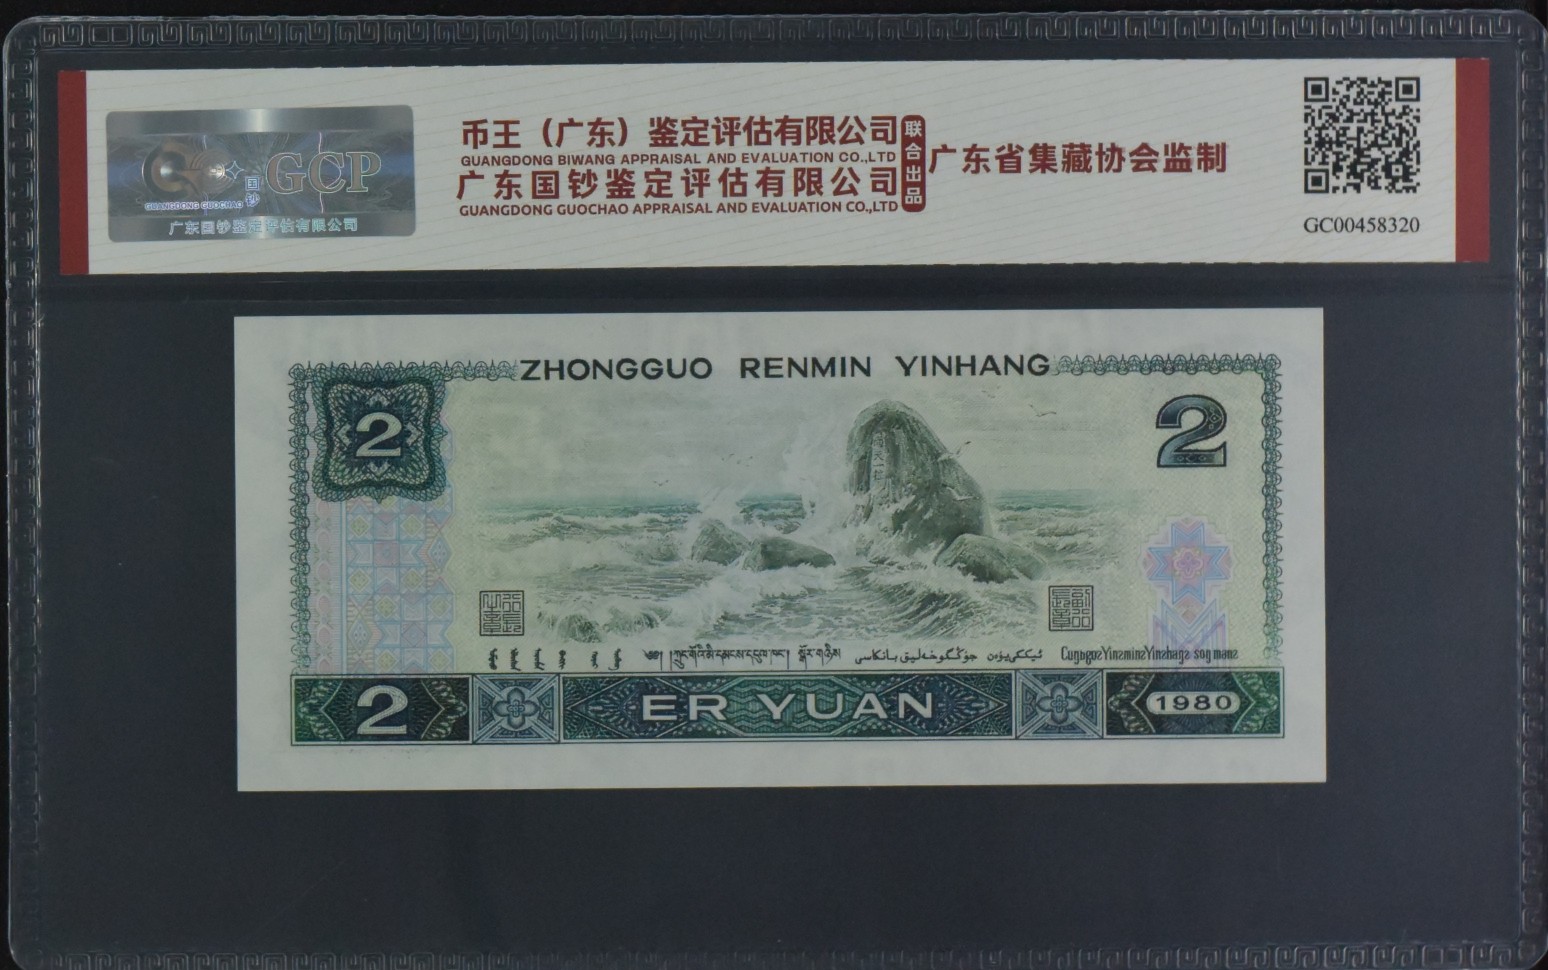 GCP
国钞
GUANGDONG GUOCHAO
广东国钞鉴定评估有限公司
币王（广东）鉴定评估有限公司
GUANGDONG BIWANG APPRAISAL AND EVALUATION CO.,LTD
广东国钞鉴定评估有限公司
GUANGDONG GUOCHAO APPRAISAL AND EVALUATION CO.,LTD
联合出品
广东省集藏协会监制
GC00458320
ZHONGGUO RENMIN YINHANG
2
2
Cunggoz Yinzminz Yinzhangz song maenz
2
ER YUAN
1980